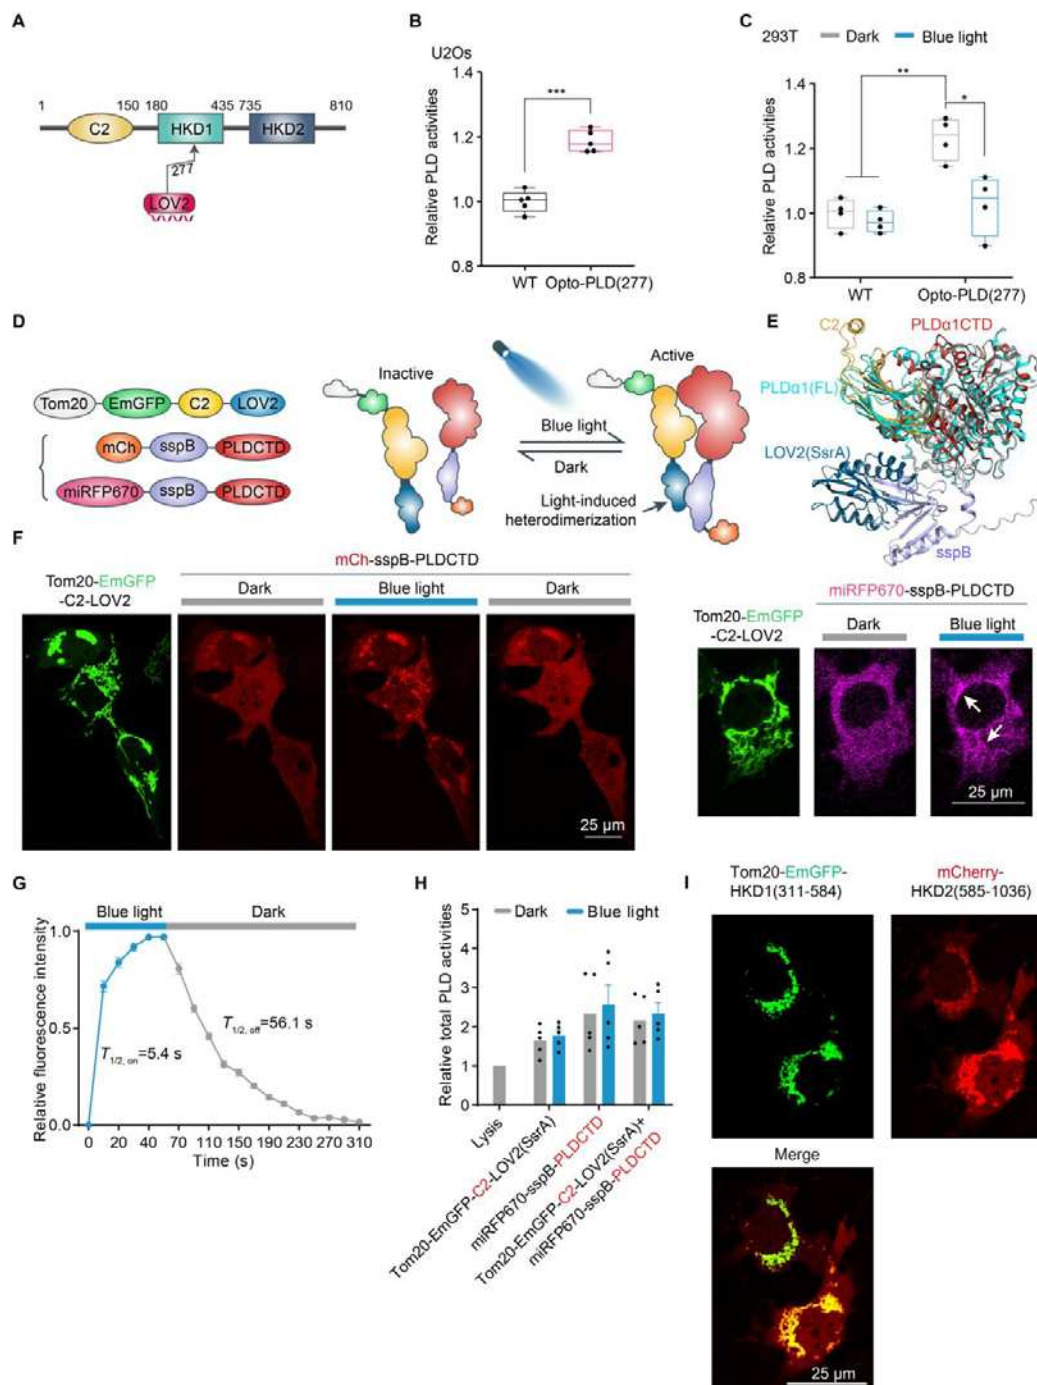 A
1 150 180 435 735 810
C2 HKD1 HKD2
277
LOV2
B
U2Os
Relative PLD activities
1.4
1.2
1.0
0.8
***
WT Opto-PLD(277)
C
293T Dark Blue light
Relative PLD activities
1.4
1.2
1.0
0.8
**
*
WT Opto-PLD(277)
D
Tom20 EmGFP C2 LOV2
mCh sspB PLDCTD
miRFP670 sspB PLDCTD
Inactive
Active
Blue light
Dark
Light-induced
heterodimerization
E
C2 PLDα1CTD
PLDα1(FL)
LOV2(SsrA)
sspB
F
mCh-sspB-PLDCTD
Tom20-EmGFP
-C2-LOV2
Dark Blue light Dark
25 µm
miRFP670-sspB-PLDCTD
Tom20-EmGFP
-C2-LOV2
Dark Blue light
25 µm
G
Blue light Dark
Relative fluorescence intensity
1.0
0.5
0.0
T1/2, on=5.4 s
T1/2, off=56.1 s
0 20 40 70 110 150 190 230 270 310
Time (s)
H
Dark Blue light
Relative total PLD activities
5
4
3
2
1
0
Lysis
Tom20-EmGFP-C2-LOV2(SsrA)
miRFP670-sspB-PLDCTD
Tom20-EmGFP-C2-LOV2(SsrA)+
miRFP670-sspB-PLDCTD
I
Tom20-EmGFP-
HKD1(311-584)
mCherry-
HKD2(585-1036)
Merge
25 µm